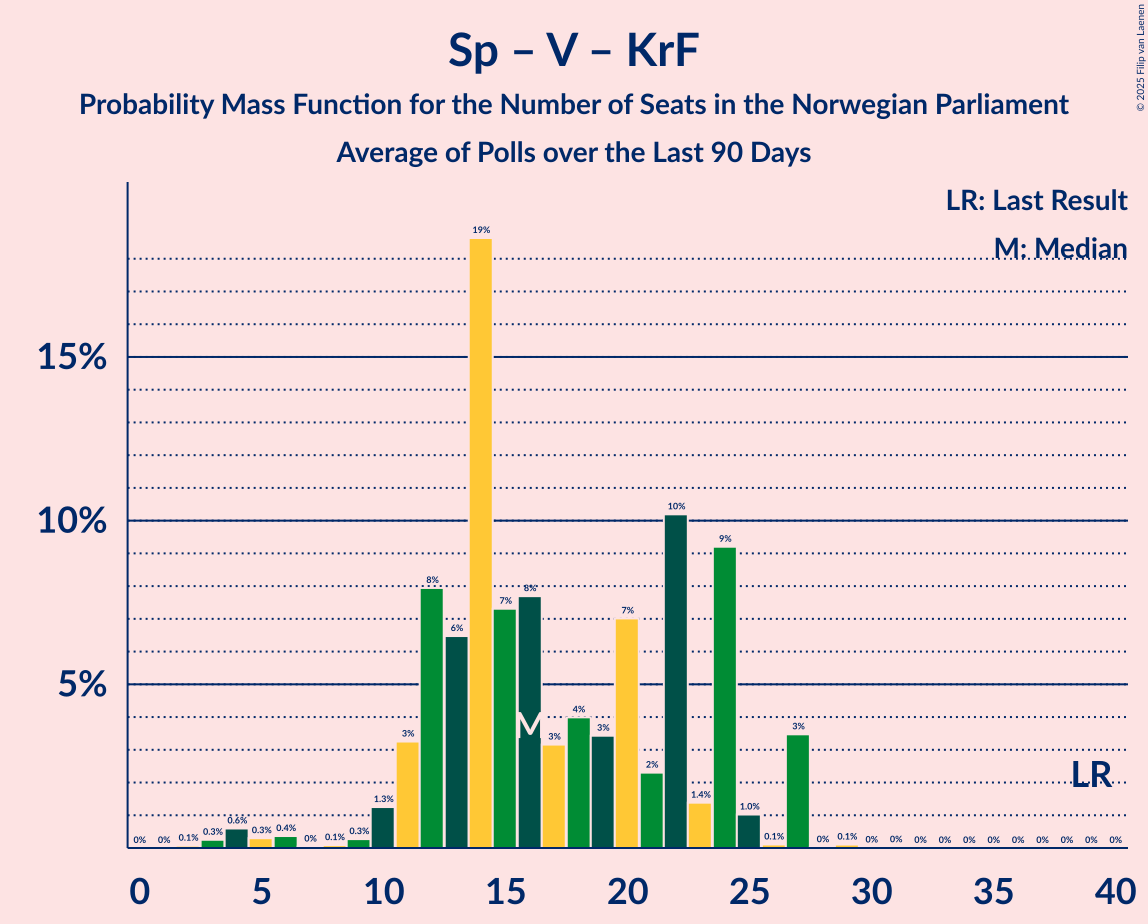 Sp – V – KrF
Probability Mass Function for the Number of Seats in the Norwegian Parliament
Average of Polls over the Last 90 Days
© 2025 Filip van Laenen
LR: Last Result
M: Median
19%
15%
10%
10%
9%
8%
8%
7%
7%
6%
5%
4%
M
3%
3%
3%
3%
2%
LR
1.4%
1.3%
1.0%
0% 0% 0.1% 0.3% 0.6% 0.3% 0.4% 0% 0.1% 0.3% 0.1% 0% 0.1% 0% 0% 0% 0% 0% 0% 0% 0% 0% 0% 0%
0 5 10 15 20 25 30 35 40